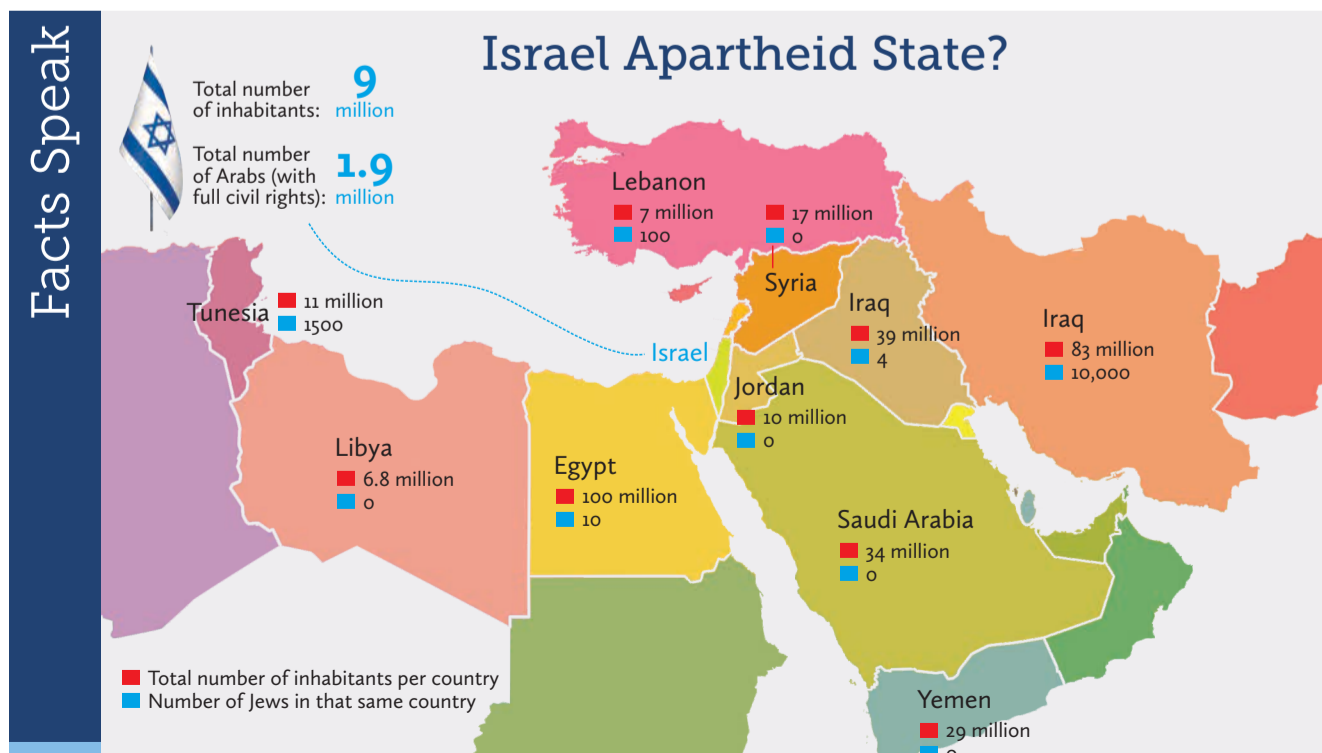 Facts Speak
Israel Apartheid State?
Total number
of inhabitants:
9
million
Total number
of Arabs (with
full civil rights):
1.9
million
Lebanon
7 million
100
17 million
0
Syria
Tunesia
11 million
1500
Israel
Iraq
39 million
4
Iraq
83 million
10,000
Jordan
10 million
0
Libya
6.8 million
0
Egypt
100 million
10
Saudi Arabia
34 million
0
Total number of inhabitants per country
Number of Jews in that same country
Yemen
29 million